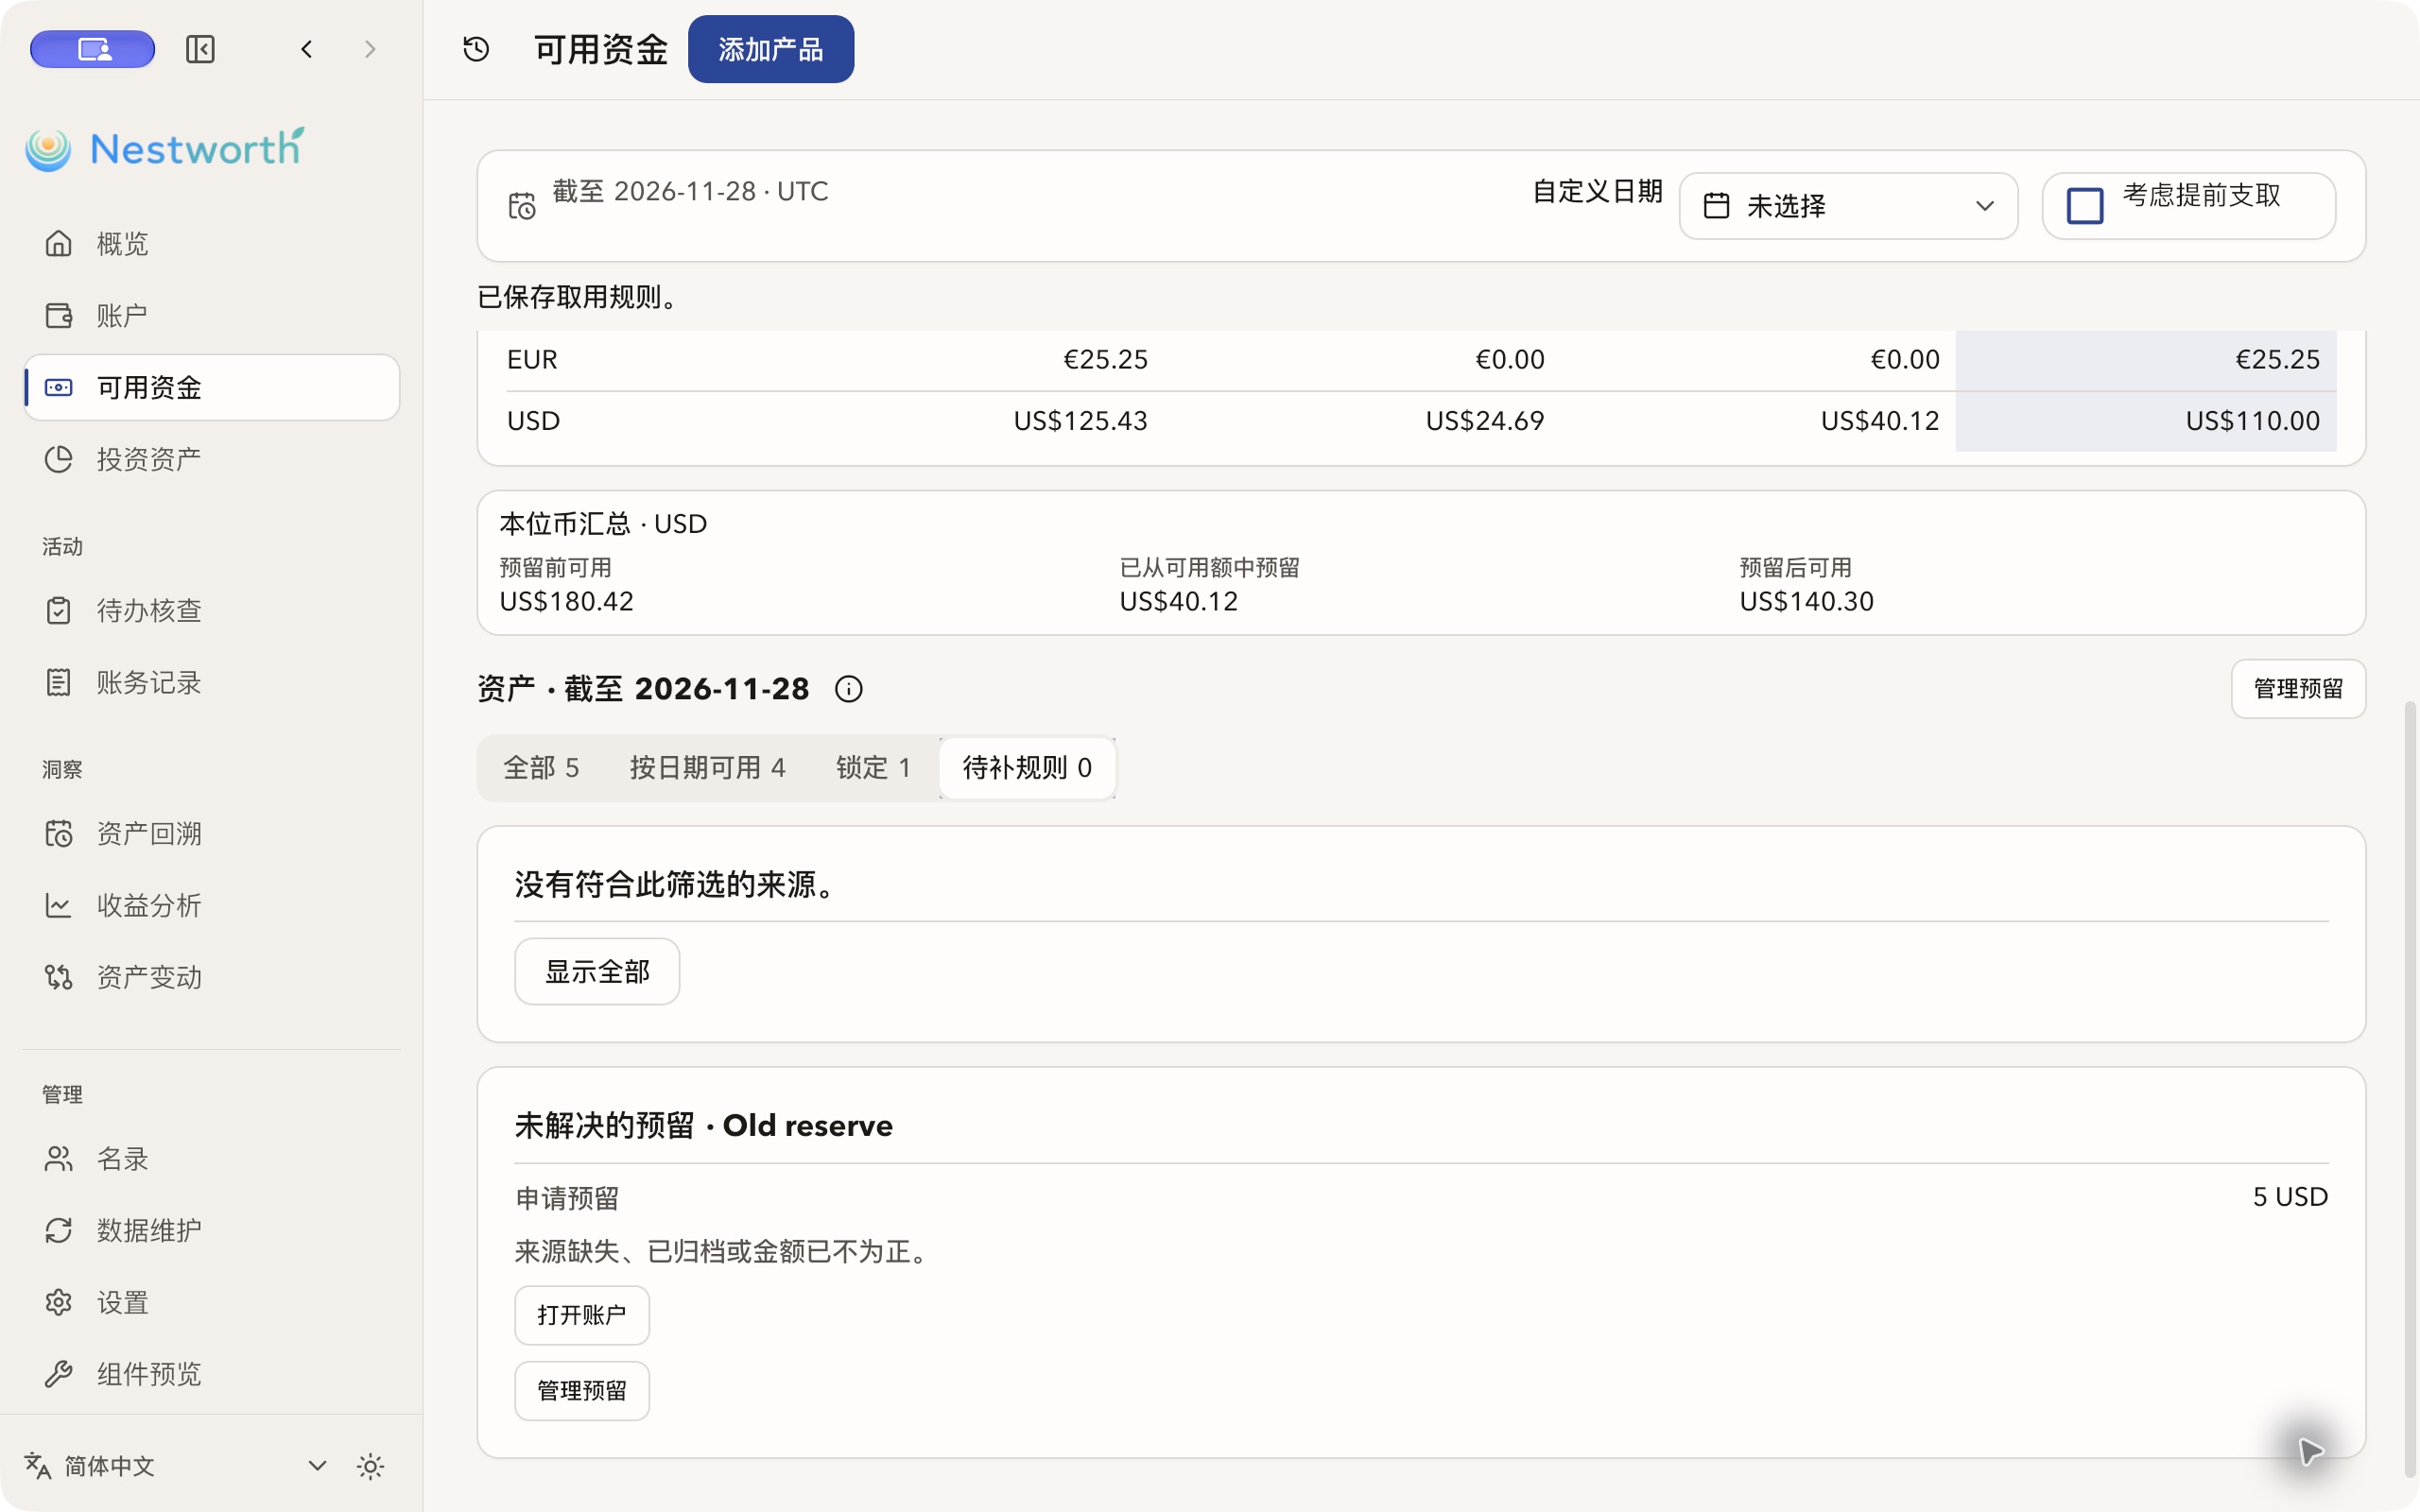 Nestworth
概览
账户
可用资金
投资资产
活动
待办核查
账务记录
洞察
资产回溯
收益分析
资产变动
管理
名录
数据维护
设置
组件预览
简体中文
可用资金
添加产品
截至 2026-11-28 · UTC
自定义日期
未选择
考虑提前支取
已保存取用规则。
EUR €25.25 €0.00 €0.00 €25.25
USD US$125.43 US$24.69 US$40.12 US$110.00
本位币汇总 · USD
预留前可用 已从可用额中预留 预留后可用
US$180.42 US$40.12 US$140.30
资产 · 截至 2026-11-28
管理预留
全部 5 按日期可用 4 锁定 1 待补规则 0
没有符合此筛选的来源。
显示全部
未解决的预留 · Old reserve
申请预留 5 USD
来源缺失、已归档或金额已不为正。
打开账户
管理预留